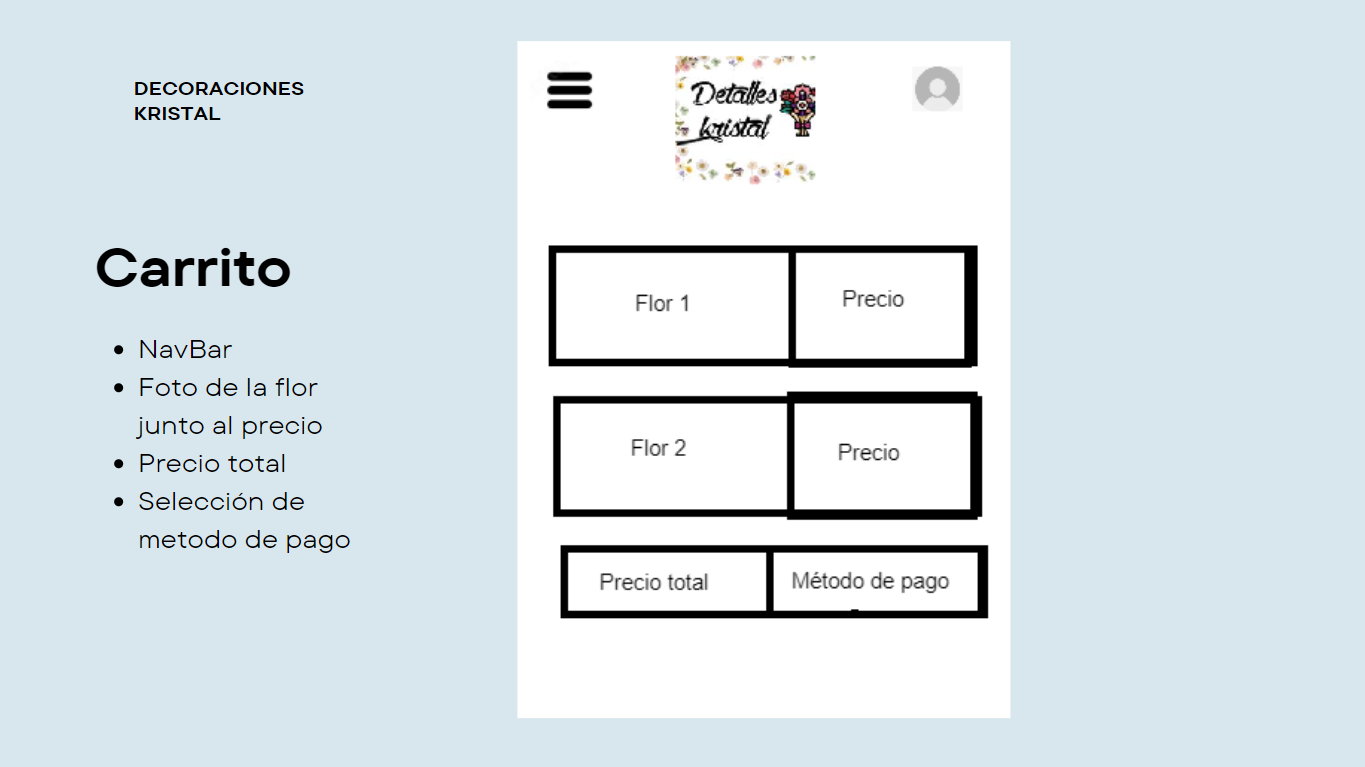 DECORACIONES
KRISTAL
Carrito
NavBar
Foto de la flor
junto al precio
Precio total
Selección de
metodo de pago
Detalles
kristal
Flor 1
Precio
Flor 2
Precio
Precio total
Método de pago